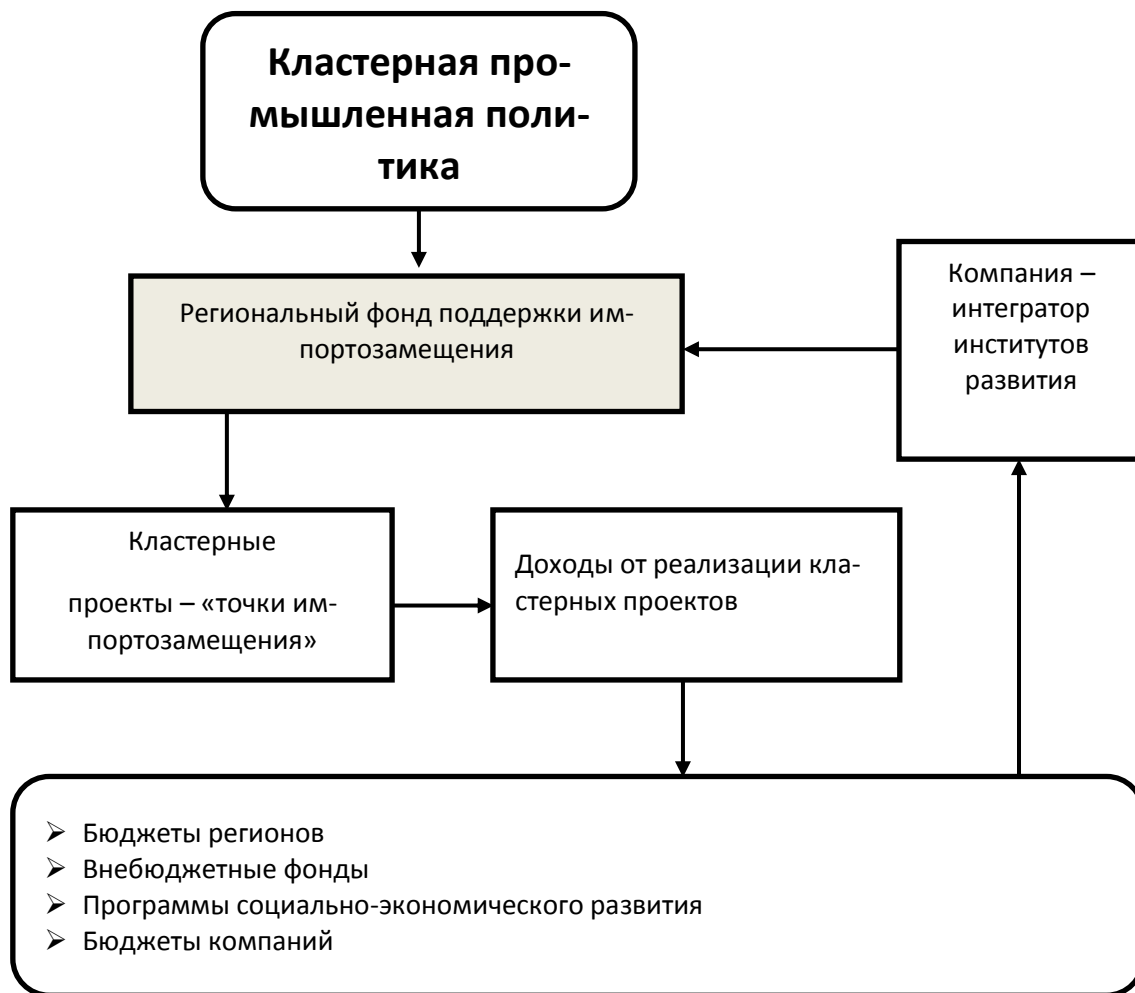 Кластерная про-
мышленная поли-
тика
Компания –
интегратор
институтов
развития
Региональный фонд поддержки им-
портозамещения
Кластерные
проекты – «точки им-
портозамещения»
Доходы от реализации кла-
стерных проектов
➢ Бюджеты регионов
➢ Внебюджетные фонды
➢ Программы социально-экономического развития
➢ Бюджеты компаний